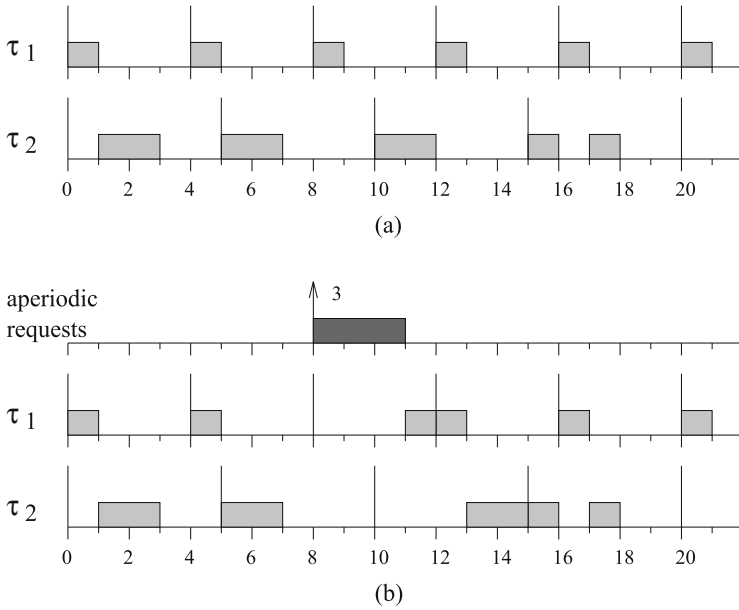 τ 1
τ 2
0 2 4 6 8 10 12 14 16 18 20
(a)
3
aperiodic
requests
τ 1
τ 2
0 2 4 6 8 10 12 14 16 18 20
(b)